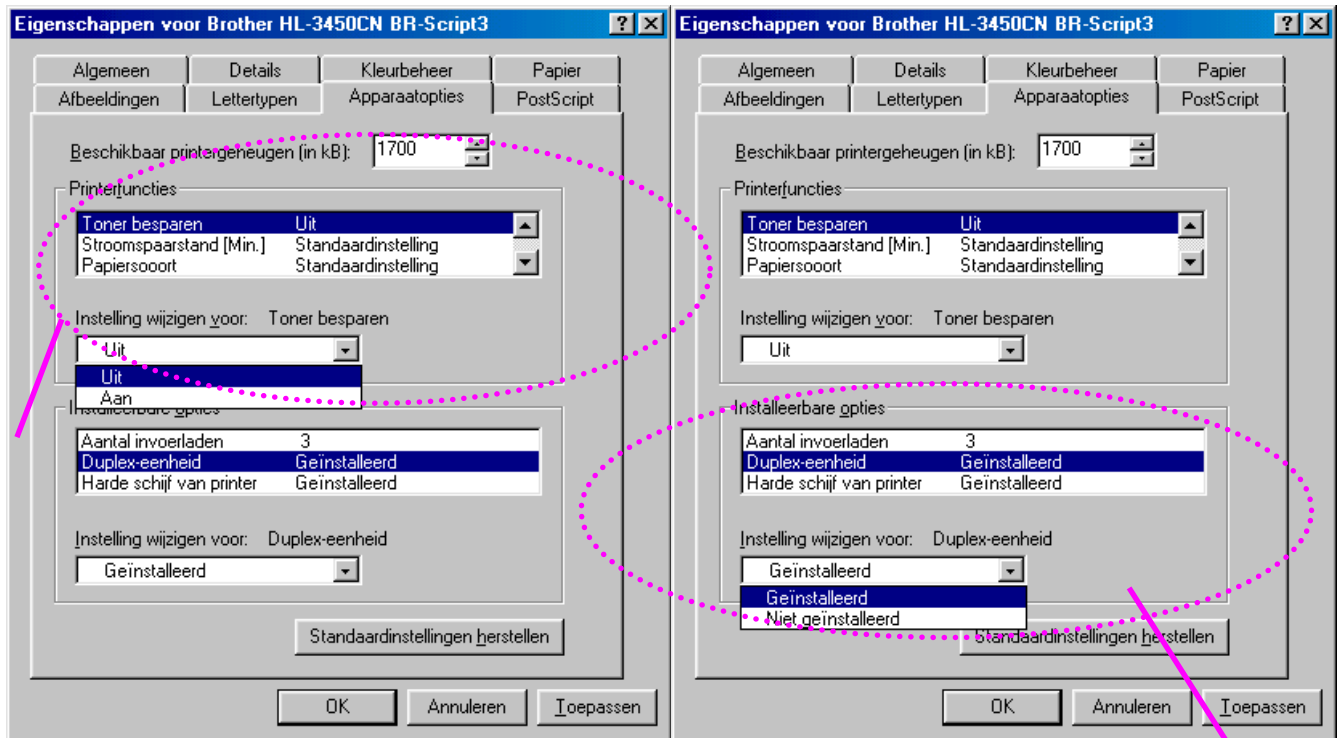 Eigenschappen voor Brother HL-3450CN BR-Script3
Algemeen Details Kleurbeheer Papier
Afbeeldingen Lettertypen Apparaatopties PostScript
Beschikbaar printergeheugen (in kB): 1700
Printerfuncties
Toner besparen Uit
Stroomspaarstand [Min.] Standaardinstelling
Papiersooort Standaardinstelling
Instelling wijzigen voor: Toner besparen
Uit
Uit
Aan
Installeerbare opties
Aantal invoerladen 3
Duplex-eenheid Geïnstalleerd
Harde schijf van printer Geïnstalleerd
Instelling wijzigen voor: Duplex-eenheid
Geïnstalleerd
Standaardinstellingen herstellen
OK Annuleren Toepassen
Eigenschappen voor Brother HL-3450CN BR-Script3
Algemeen Details Kleurbeheer Papier
Afbeeldingen Lettertypen Apparaatopties PostScript
Beschikbaar printergeheugen (in kB): 1700
Printerfuncties
Toner besparen Uit
Stroomspaarstand [Min.] Standaardinstelling
Papiersooort Standaardinstelling
Instelling wijzigen voor: Toner besparen
Uit
Installeerbare opties
Aantal invoerladen 3
Duplex-eenheid Geïnstalleerd
Harde schijf van printer Geïnstalleerd
Instelling wijzigen voor: Duplex-eenheid
Geïnstalleerd
Geïnstalleerd
Niet geïnstalleerd
Standaardinstellingen herstellen
OK Annuleren Toepassen